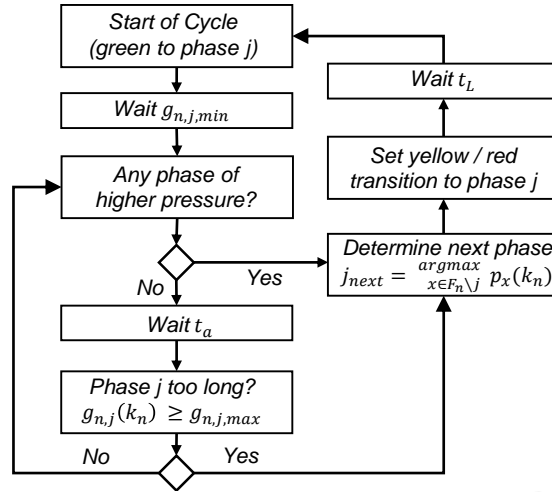 Start of Cycle
(green to phase j)
Wait g_{n,j,min}
Any phase of
higher pressure?
No
Yes
Wait t_a
Phase j too long?
g_{n,j}(k_n) ≥ g_{n,j,max}
No
Yes
Wait t_L
Set yellow / red
transition to phase j
Determine next phase
j_{next} = argmax_{x∈F_n\j} p_x(k_n)